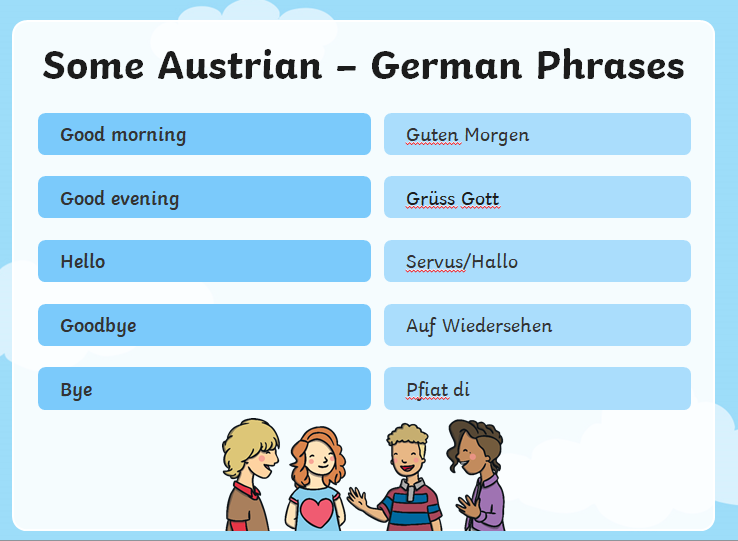 Some Austrian – German Phrases
Good morning Guten Morgen
Good evening Grüss Gott
Hello Servus/Hallo
Goodbye Auf Wiedersehen
Bye Pfiat di